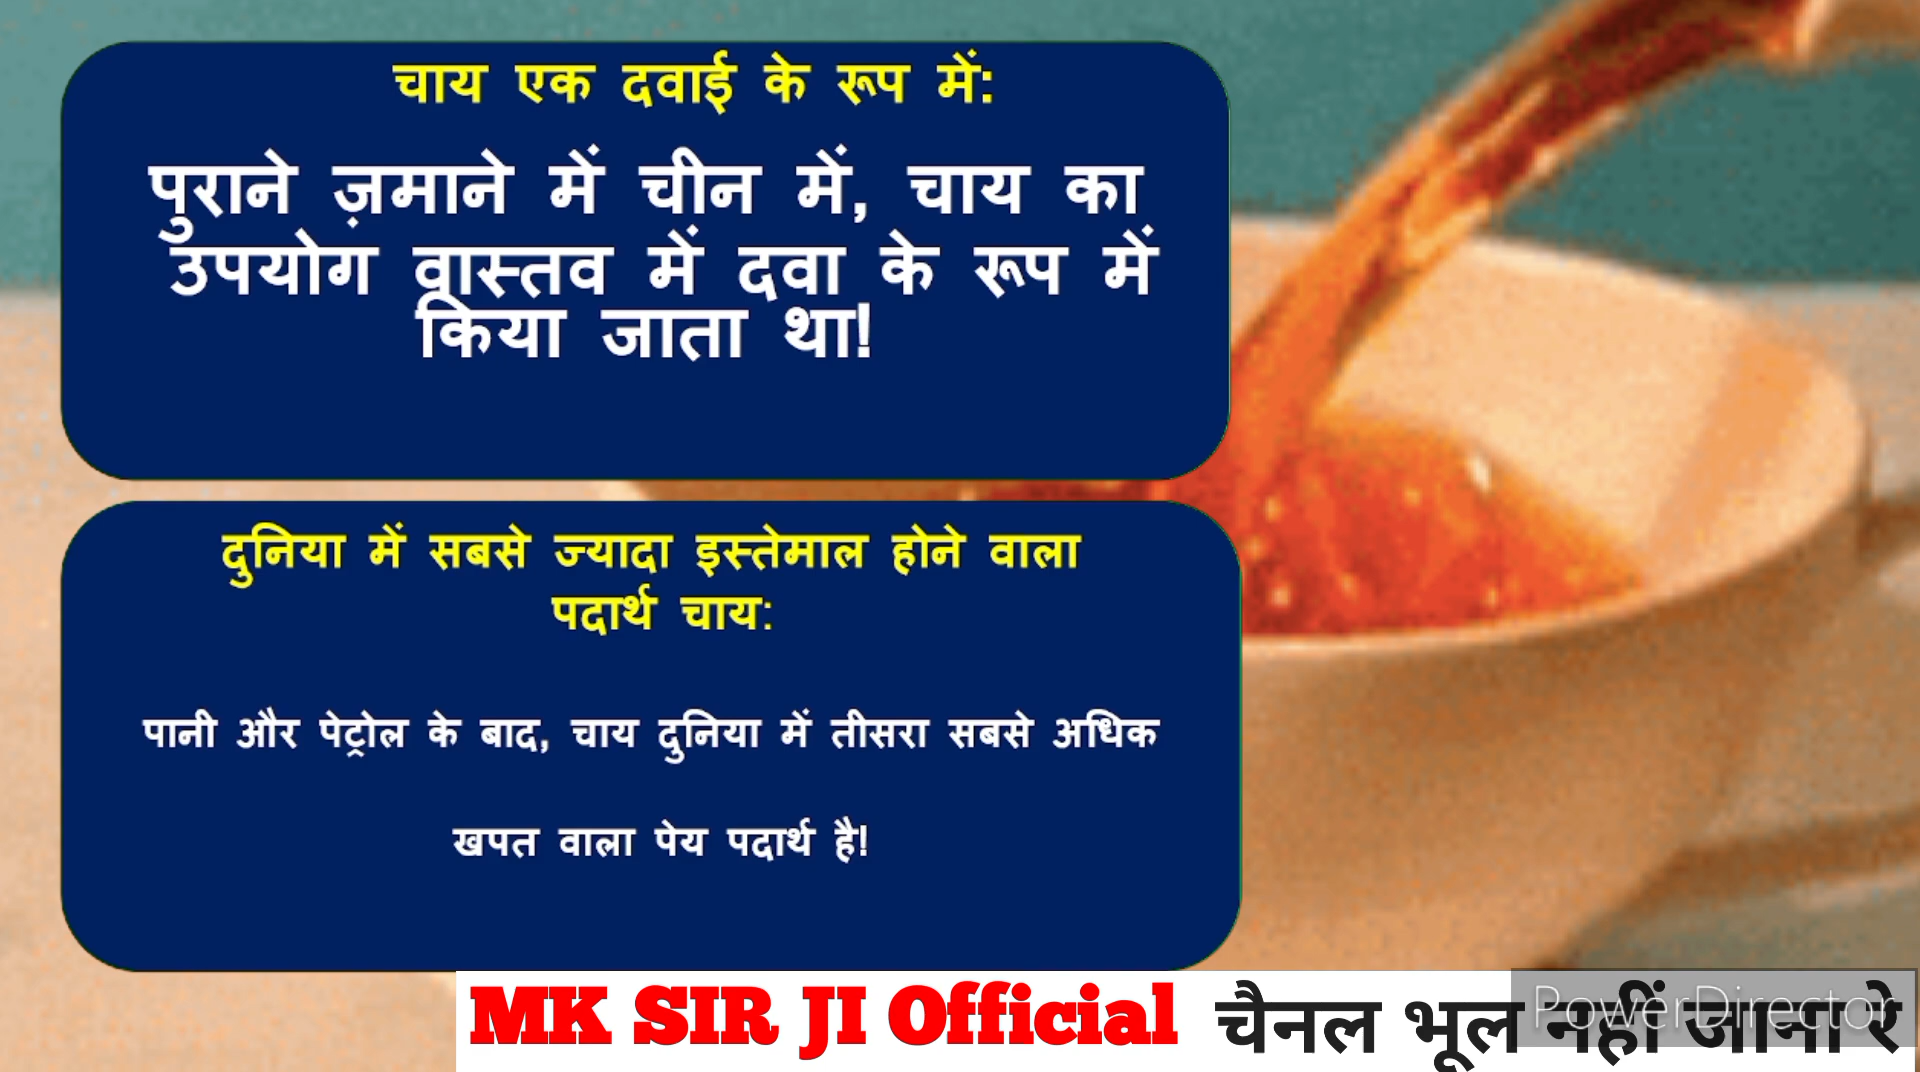 चाय एक दवाई के रूप में:
पुराने ज़माने में चीन में, चाय का
उपयोग वास्तव में दवा के रूप में
किया जाता था!
दुनिया में सबसे ज्यादा इस्तेमाल होने वाला
पदार्थ चाय:
पानी और पेट्रोल के बाद, चाय दुनिया में तीसरा सबसे अधिक
खपत वाला पेय पदार्थ है!
MK SIR JI Official चैनल भूल नहीं जाना रे
PowerDirector